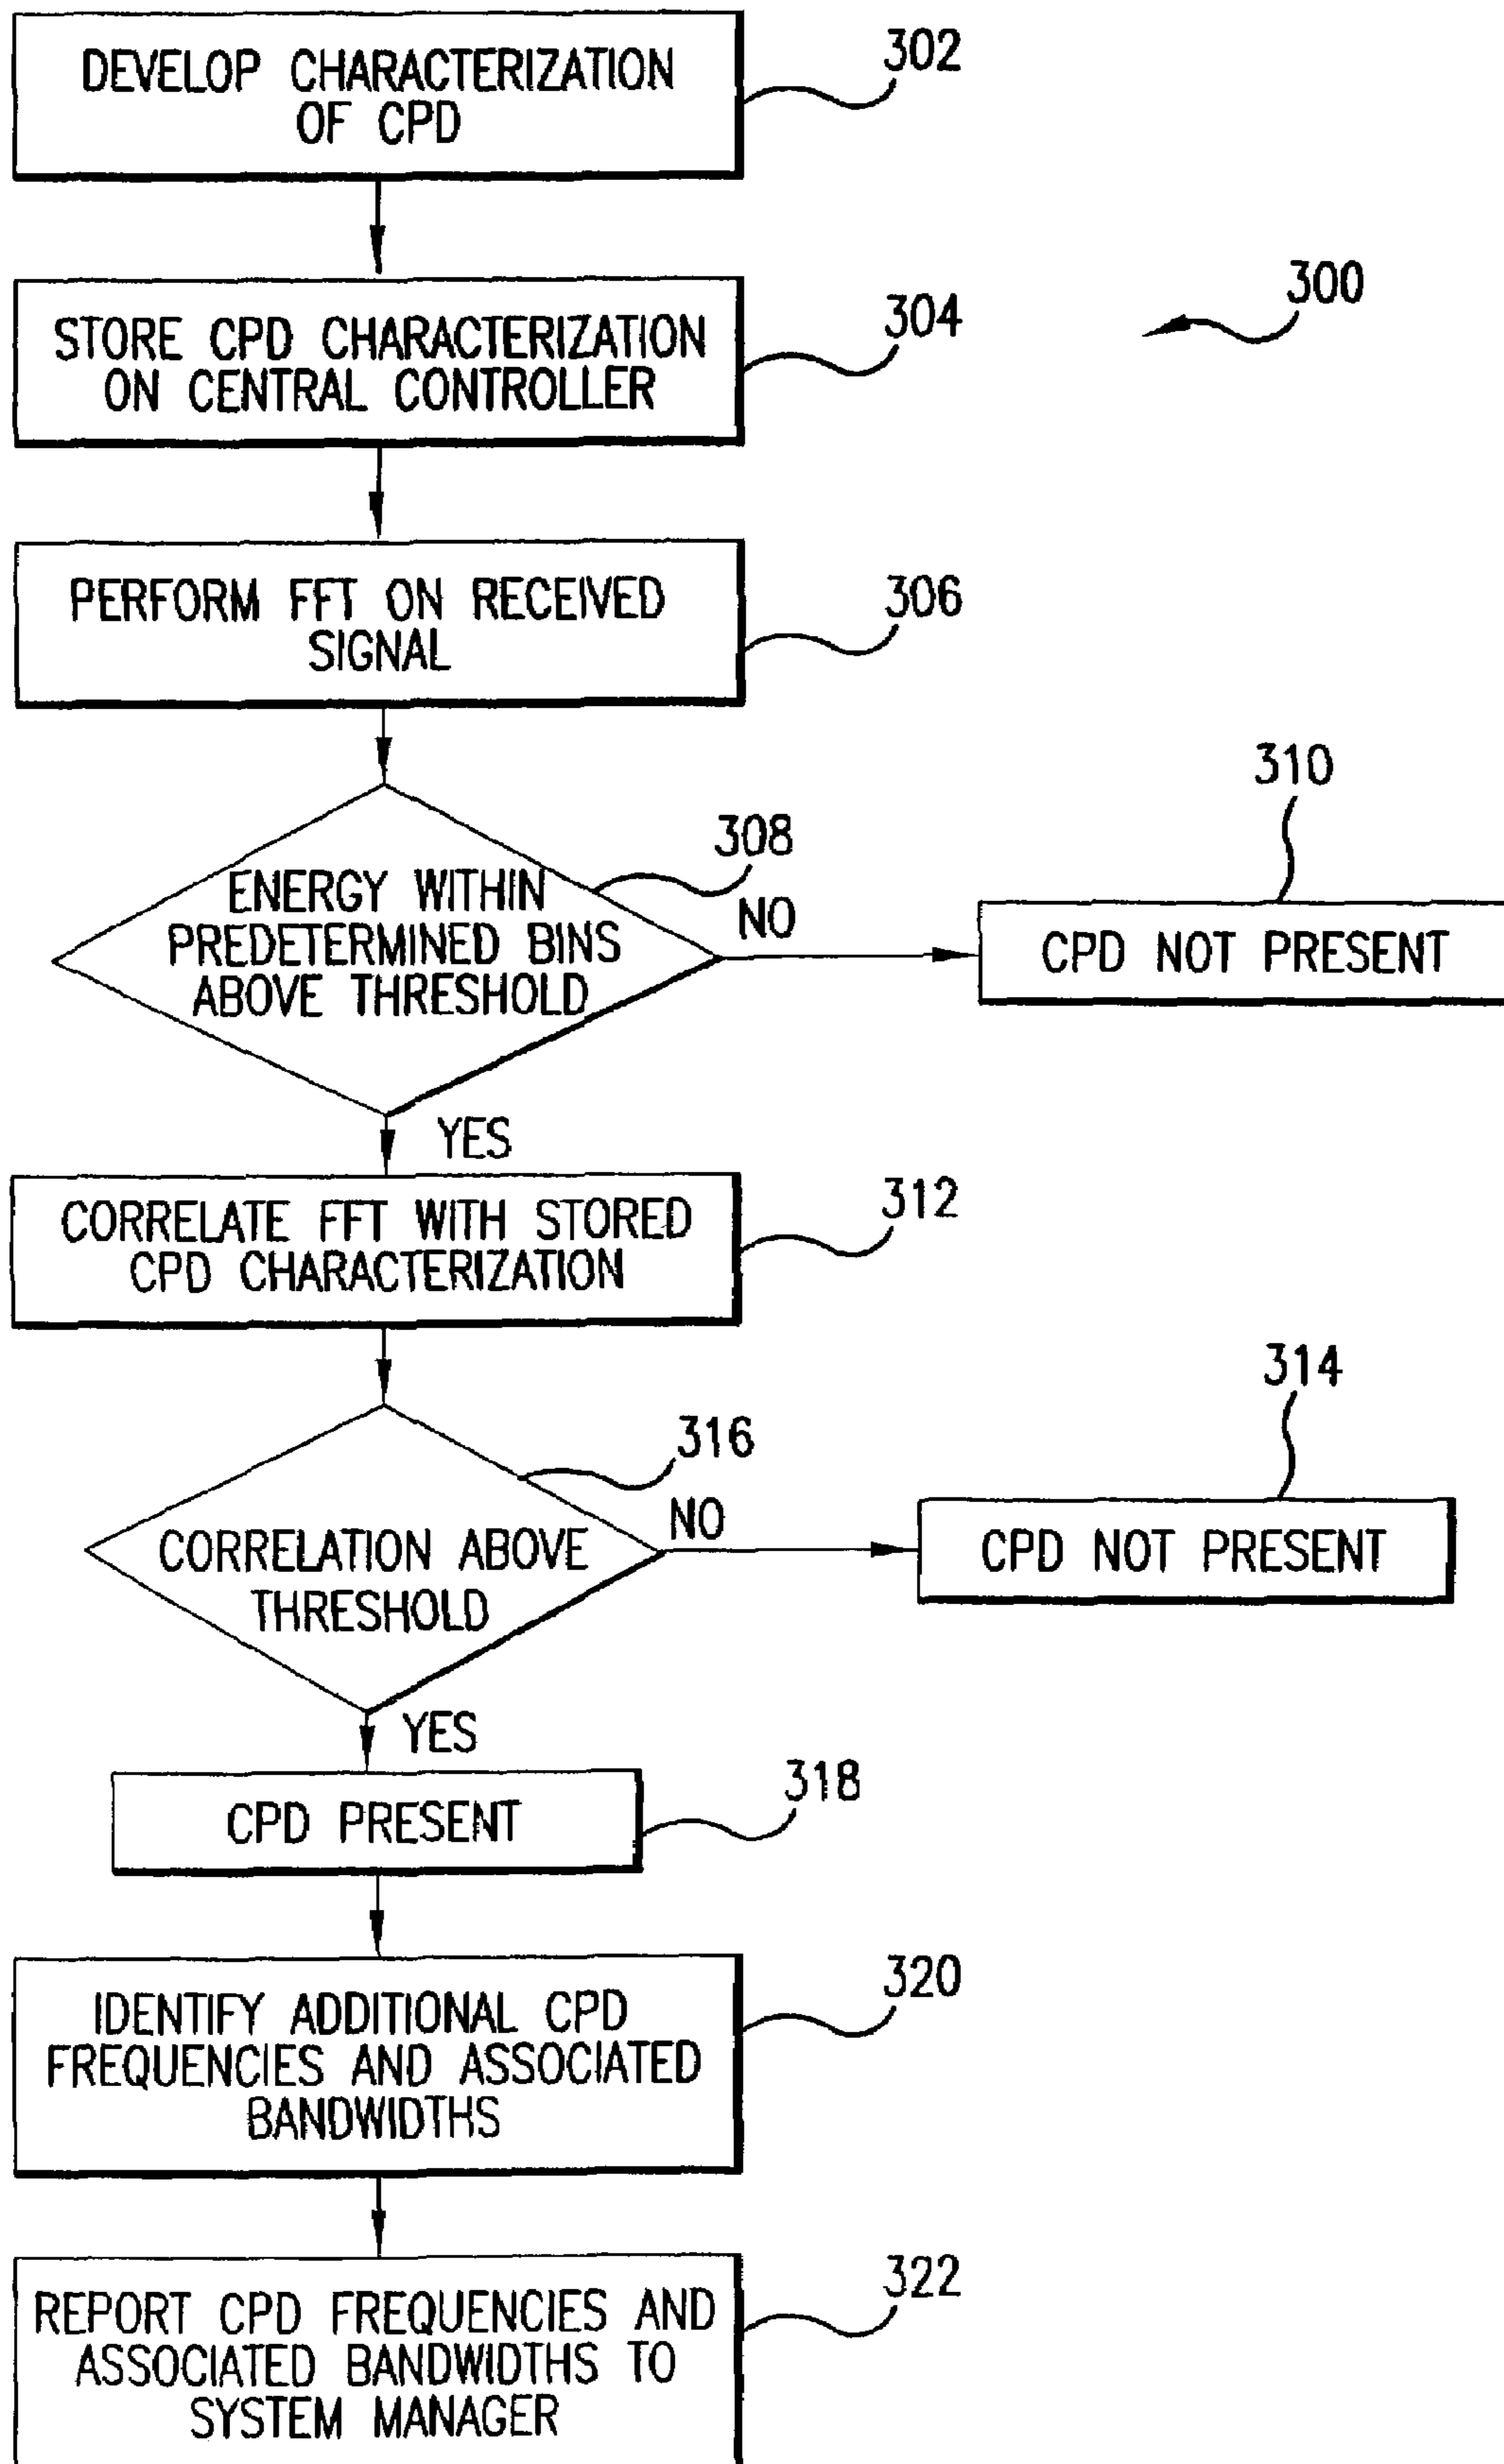 DEVELOP CHARACTERIZATION
OF CPD
302
STORE CPD CHARACTERIZATION
ON CENTRAL CONTROLLER
304
300
PERFORM FFT ON RECEIVED
SIGNAL
306
308
ENERGY WITHIN
PREDETERMINED BINS
ABOVE THRESHOLD
NO
310
CPD NOT PRESENT
YES
CORRELATE FFT WITH STORED
CPD CHARACTERIZATION
312
316
CORRELATION ABOVE
THRESHOLD
NO
314
CPD NOT PRESENT
YES
CPD PRESENT
318
IDENTIFY ADDITIONAL CPD
FREQUENCIES AND ASSOCIATED
BANDWIDTHS
320
REPORT CPD FREQUENCIES AND
ASSOCIATED BANDWIDTHS TO
SYSTEM MANAGER
322